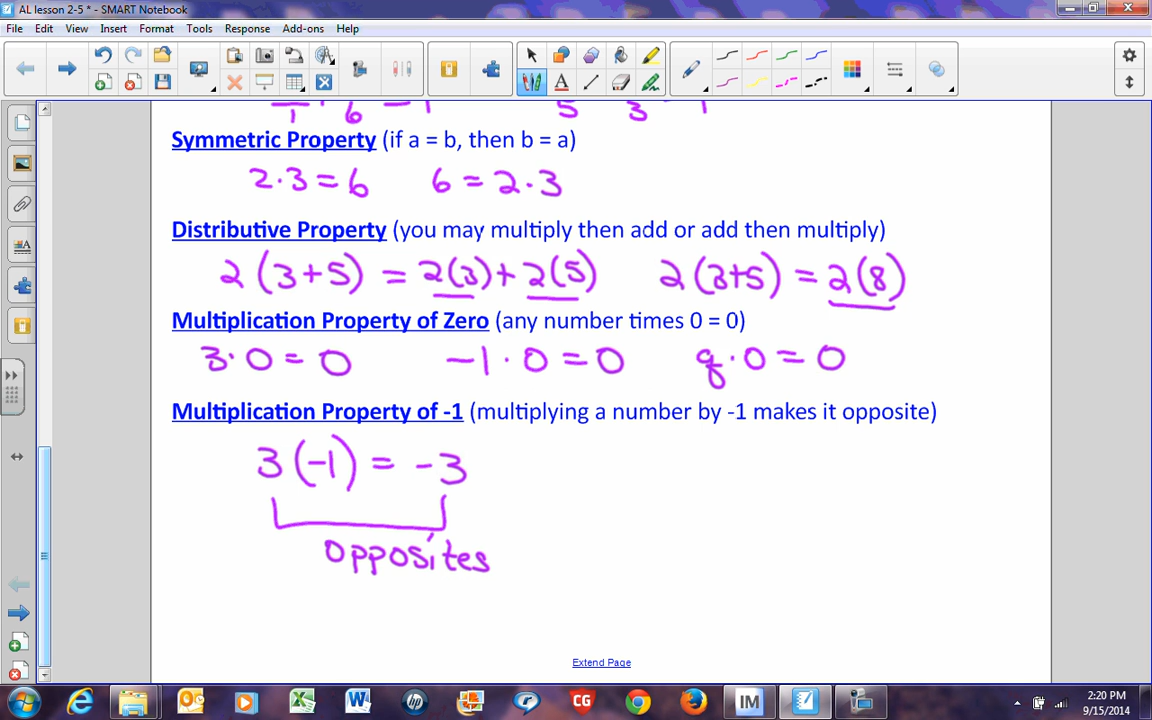 AL lesson 2-5 * - SMART Notebook
File Edit View Insert Format Tools Response Add-ons Help
Symmetric Property (if a = b, then b = a)
2·3=6 6=2·3
Distributive Property (you may multiply then add or add then multiply)
2(3+5) = 2(3)+2(5) 2(3+5) = 2(8)
Multiplication Property of Zero (any number times 0 = 0)
3·0=0 -1·0=0 q·0=0
Multiplication Property of -1 (multiplying a number by -1 makes it opposite)
3(-1) = -3
opposites
Extend Page
CG IM
2:20 PM
9/15/2014